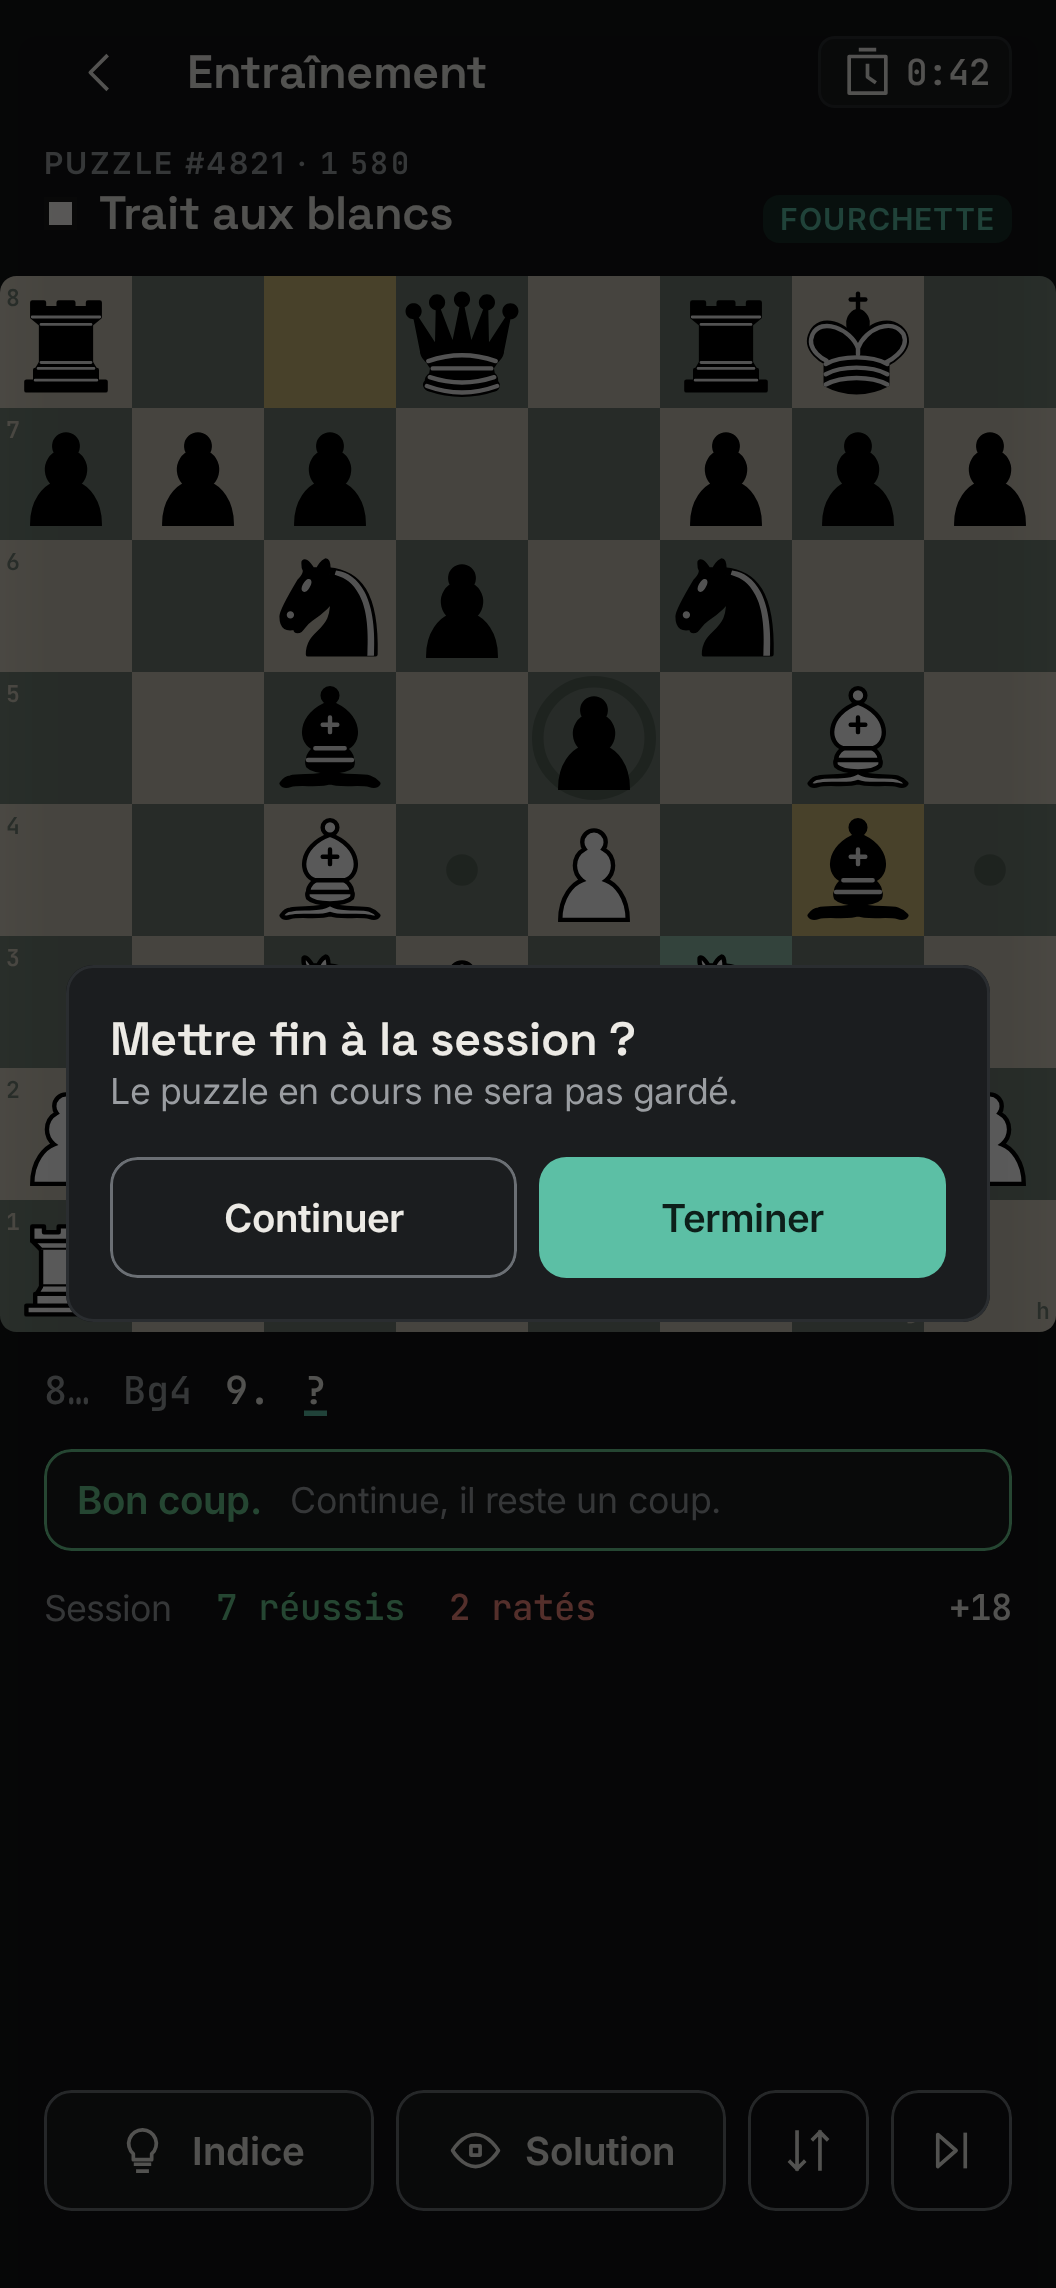 Entraînement 0:42
PUZZLE #4821 · 1 580
Trait aux blancs FOURCHETTE
8
7
6
5
4
3
Mettre fin à la session ?
Le puzzle en cours ne sera pas gardé.
2
Continuer Terminer
1
h
8… Bg4 9. ?
Bon coup. Continue, il reste un coup.
Session 7 réussis 2 ratés +18
Indice Solution